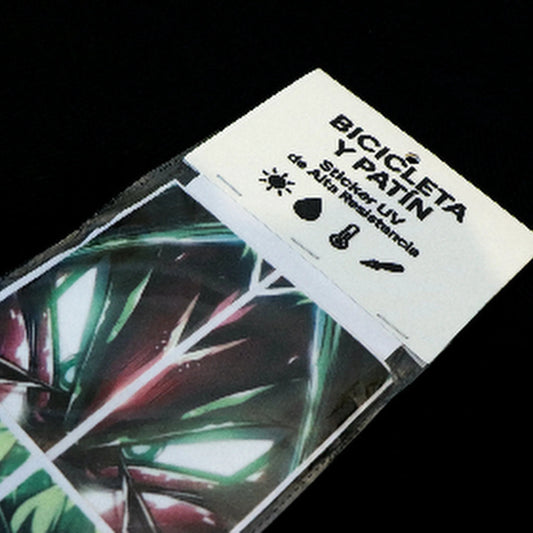 BICICLETA
Y PATÍN
Sticker UV
de Alta Resistencia